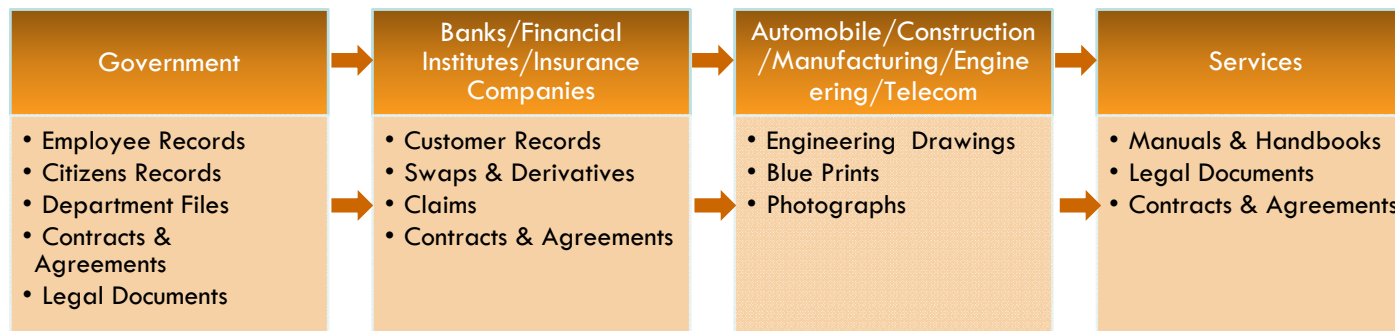 Government
Banks/Financial
Institutes/Insurance
Companies
Automobile/Construction
/Manufacturing/Engine
ering/Telecom
Services
• Employee Records
• Citizens Records
• Department Files
• Contracts &
Agreements
• Legal Documents
• Customer Records
• Swaps & Derivatives
• Claims
• Contracts & Agreements
• Engineering  Drawings
• Blue Prints
• Photographs
• Manuals & Handbooks
• Legal Documents
• Contracts & Agreements